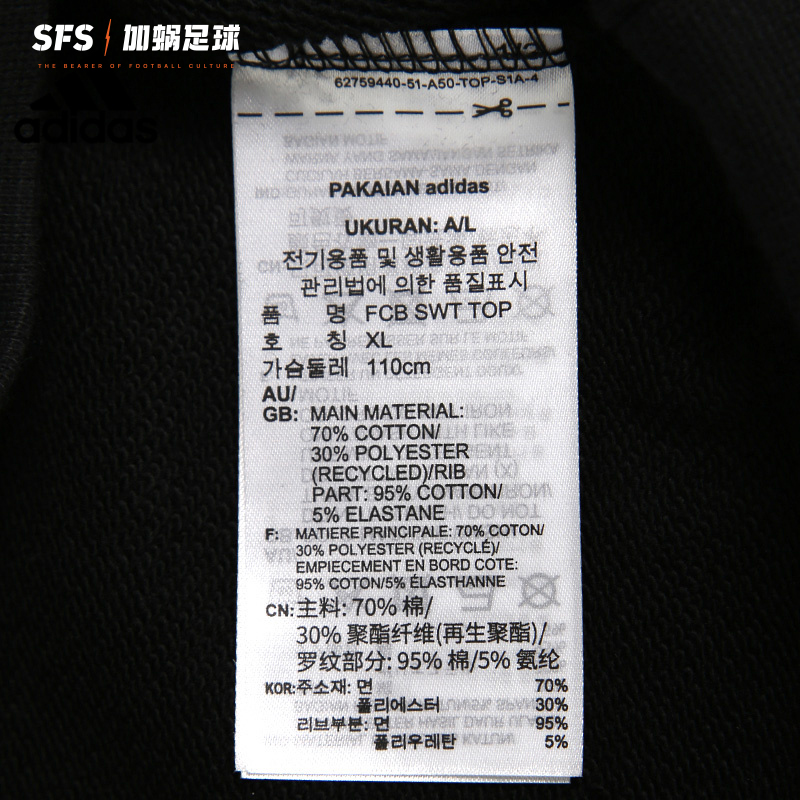 SFS 加蜗足球
THE BEARER OF FOOTBALL CULTURE
adidas
62759440-51-A50-TOP-S1A-4
PAKAIAN adidas
UKURAN: A/L
전기용품 및 생활용품 안전
관리법에 의한 품질표시
품 명 FCB SWT TOP
호 칭 XL
가슴둘레 110cm
AU/
GB: MAIN MATERIAL:
70% COTTON/
30% POLYESTER
(RECYCLED)/RIB
PART: 95% COTTON/
5% ELASTANE
F: MATIERE PRINCIPALE: 70% COTON/
30% POLYESTER (RECYCLÉ)/
EMPIECEMENT EN BORD COTE:
95% COTON/5% ÉLASTHANNE
CN: 主料: 70% 棉/
30% 聚酯纤维(再生聚酯)/
罗纹部分: 95% 棉/5% 氨纶
KOR: 주소재: 면 70%
폴리에스터 30%
리브부분: 면 95%
폴리우레탄 5%